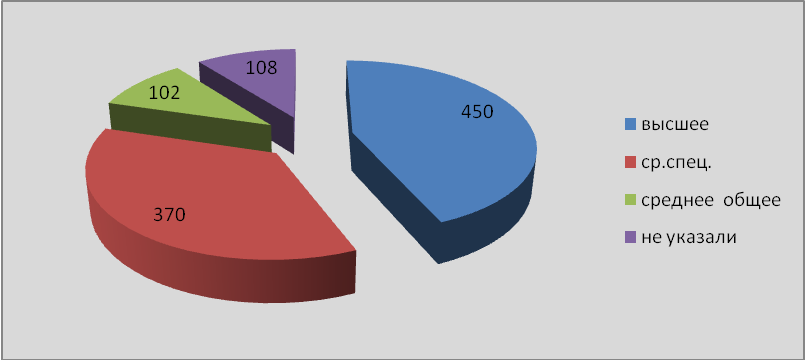 108
102
450
370
высшее
ср.спец.
среднее общее
не указали